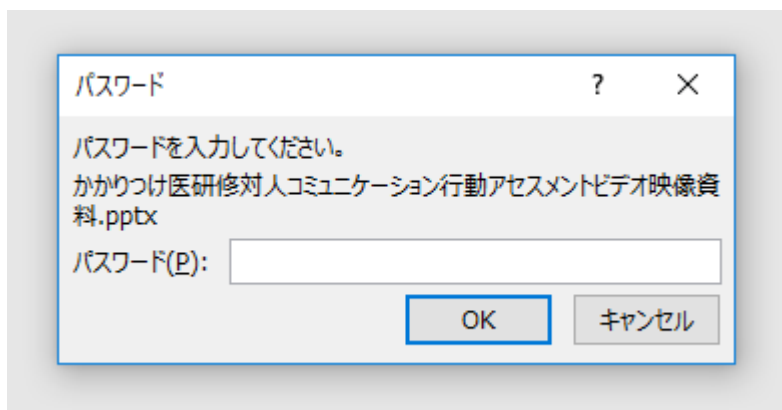 パスワード ? ×
パスワードを入力してください。
かかりつけ医研修対人コミュニケーション行動アセスメントビデオ映像資
料.pptx
パスワード(P):
OK キャンセル